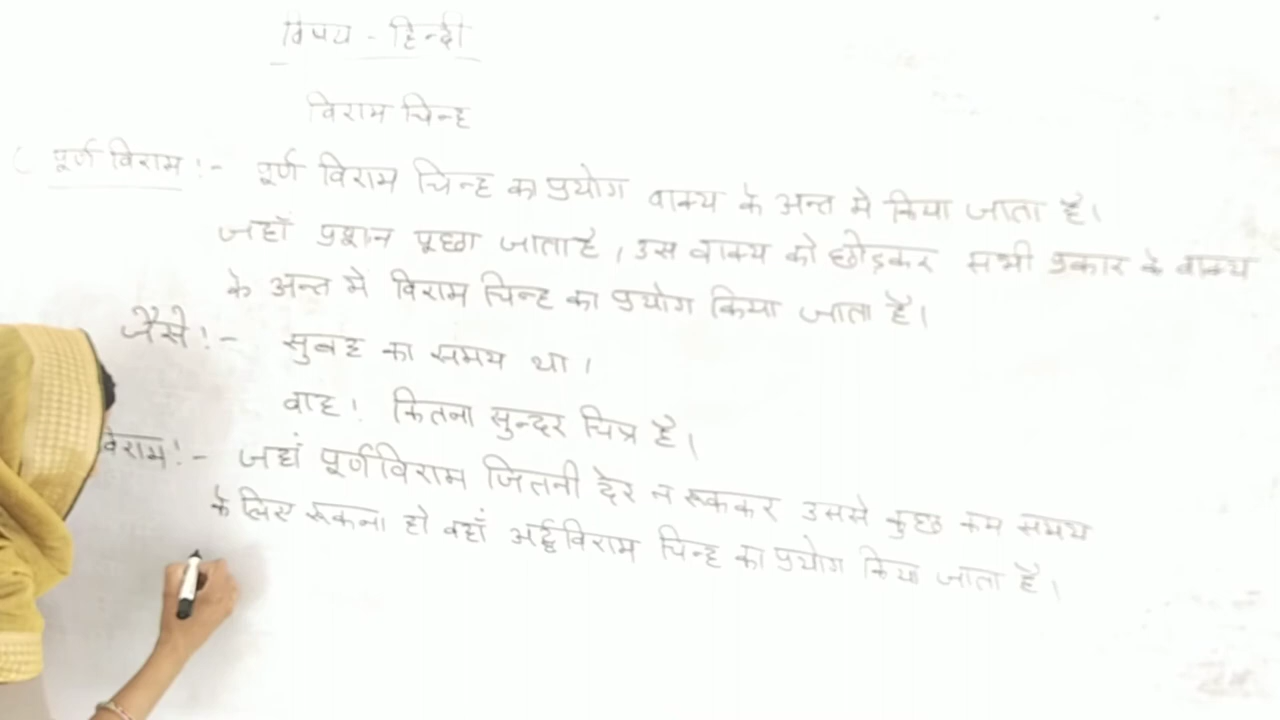 विषय - हिन्दी
विराम चिन्ह
पूर्ण विराम :- पूर्ण विराम चिन्ह का प्रयोग वाक्य के अन्त मे किया जाता है।
जहाँ प्रश्न पूछा जाता है, उस वाक्य को छोड़कर सभी प्रकार के वाक्य
के अन्त मे विराम चिन्ह का प्रयोग किया जाता है।
जैसे :- सुबह का समय था ।
वाह ! कितना सुन्दर चित्र है।
विराम :- जहां पूर्णविराम जितनी देर न रूककर उससे कुछ कम समय
के लिए रूकना हो वहाँ अर्द्धविराम चिन्ह का प्रयोग किया जाता है।